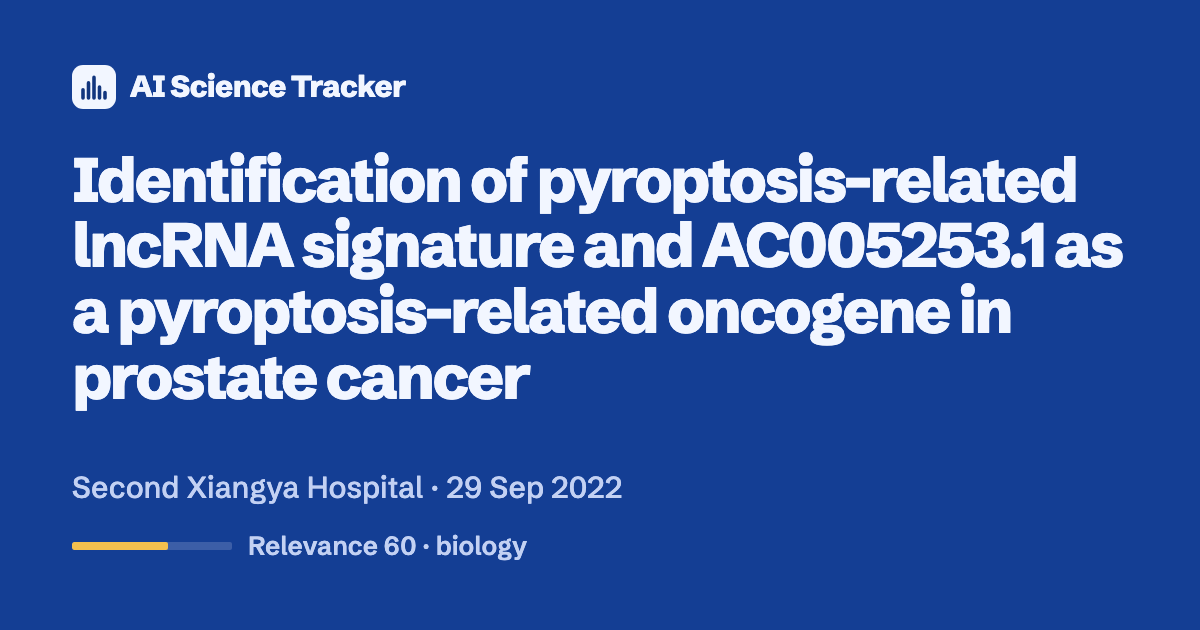 AI Science Tracker
Identification of pyroptosis-related
lncRNA signature and AC005253.1 as
a pyroptosis-related oncogene in
prostate cancer
Second Xiangya Hospital · 29 Sep 2022
Relevance 60 · biology